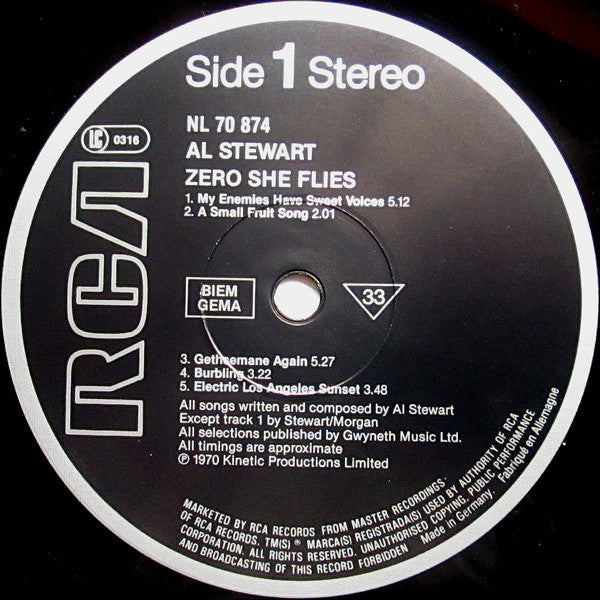 Side 1 Stereo
NL 70 874
AL STEWART
ZERO SHE FLIES
1. My Enemies Have Sweet Voices 5.12
2. A Small Fruit Song 2.01
LC 0316
RCA
BIEM
GEMA
33
3. Gethsemane Again 5.27
4. Burbling 3.22
5. Electric Los Angeles Sunset 3.48
All songs written and composed by Al Stewart
Except track 1 by Stewart/Morgan
All selections published by Gwyneth Music Ltd.
All timings are approximate
℗ 1970 Kinetic Productions Limited
MARKETED BY RCA RECORDS FROM MASTER RECORDINGS
OF RCA RECORDS. TM(S) ® MARCA(S) REGISTRADA(S) USED BY AUTHORITY OF RCA
CORPORATION. ALL RIGHTS RESERVED. UNAUTHORISED COPYING, PUBLIC PERFORMANCE
AND BROADCASTING OF THIS RECORD FORBIDDEN
Made in Germany. Fabriqué en Allemagne